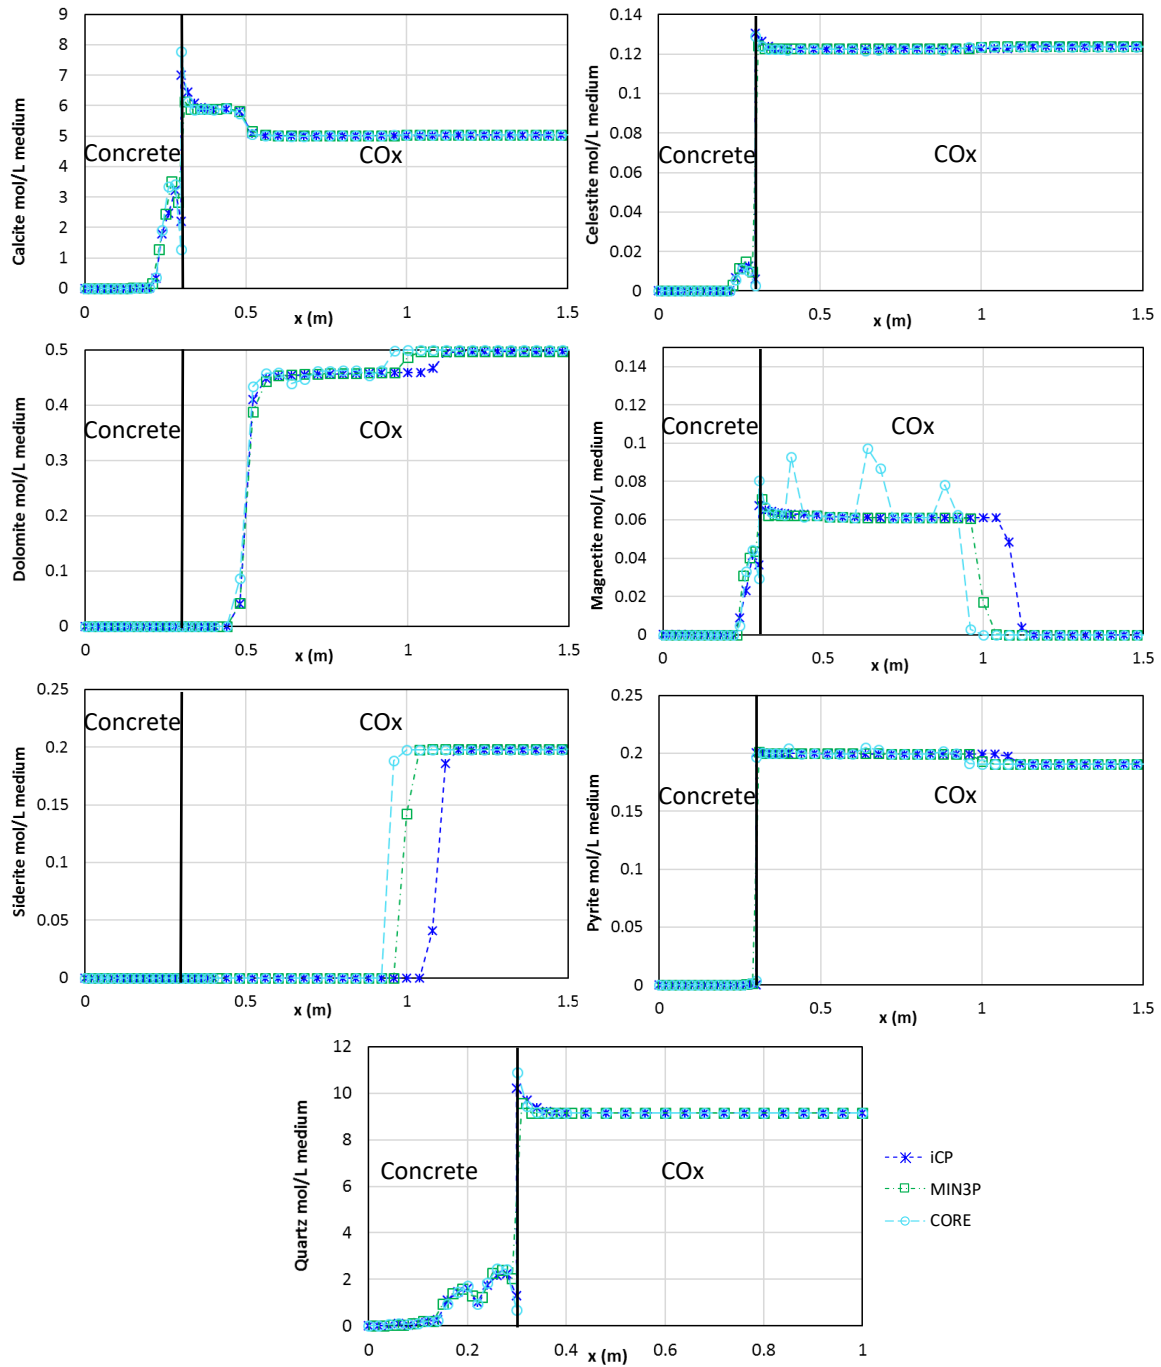 9
8
7
6
5
4
3
2
1
0
Calcite mol/L medium
Concrete
COx
0
0.5
1
1.5
x (m)
0.14
0.12
0.10
0.08
0.06
0.04
0.02
0
Celestite mol/L medium
Concrete
COx
0
0.5
1
1.5
x (m)
0.5
0.4
0.3
0.2
0.1
0
Dolomite mol/L medium
Concrete
COx
0
0.5
1
1.5
x (m)
0.14
0.12
0.1
0.08
0.06
0.04
0.02
0
Magnetite mol/L medium
Concrete
COx
0
0.5
1
1.5
x (m)
0.25
0.2
0.15
0.1
0.05
0
Siderite mol/L medium
Concrete
COx
0
0.5
1
1.5
x (m)
0.25
0.2
0.15
0.1
0.05
0
Pyrite mol/L medium
Concrete
COx
0
0.5
1
1.5
x (m)
12
10
8
6
4
2
0
Quartz mol/L medium
Concrete
COx
0
0.2
0.4
0.6
0.8
1
x (m)
iCP
MIN3P
CORE